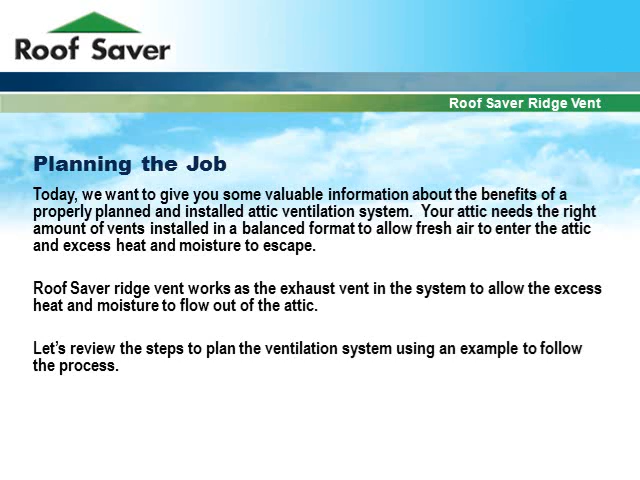 Roof Saver
Roof Saver Ridge Vent
Planning the Job
Today, we want to give you some valuable information about the benefits of a
properly planned and installed attic ventilation system.  Your attic needs the right
amount of vents installed in a balanced format to allow fresh air to enter the attic
and excess heat and moisture to escape.
Roof Saver ridge vent works as the exhaust vent in the system to allow the excess
heat and moisture to flow out of the attic.
Let’s review the steps to plan the ventilation system using an example to follow
the process.